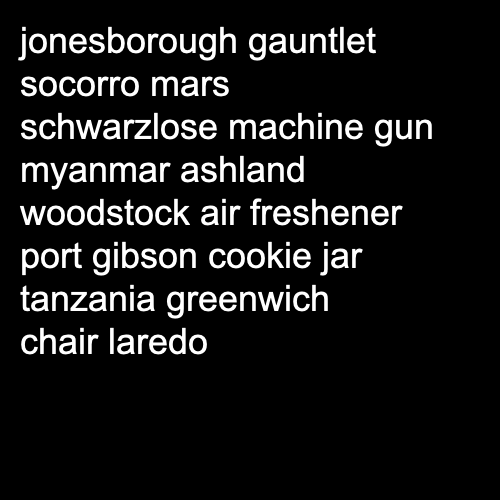 jonesborough gauntlet
socorro mars
schwarzlose machine gun
myanmar ashland
woodstock air freshener
port gibson cookie jar
tanzania greenwich
chair laredo